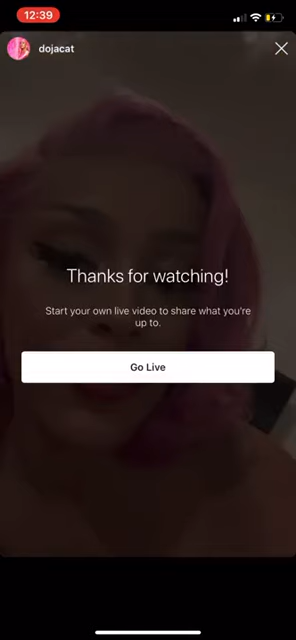 12:39
dojacat
Thanks for watching!
Start your own live video to share what you're
up to.
Go Live